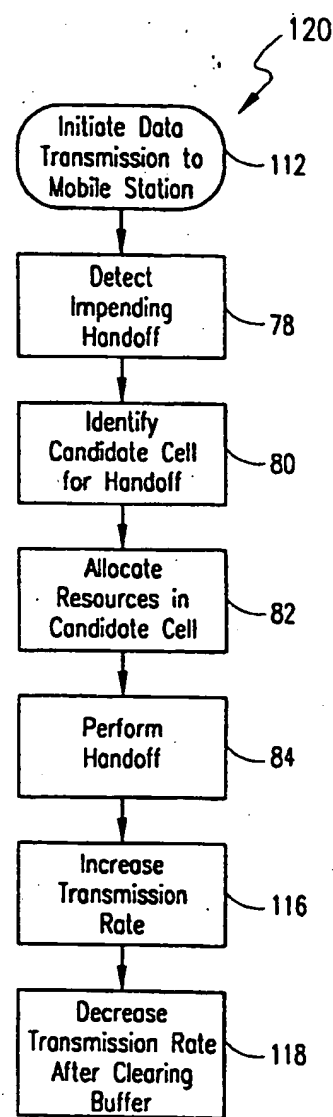 120
Initiate Data
Transmission to
Mobile Station
112
Detect
Impending
Handoff
78
Identify
Candidate Cell
for Handoff
80
Allocate
Resources in
Candidate Cell
82
Perform
Handoff
84
Increase
Transmission
Rate
116
Decrease
Transmission Rate
After Clearing
Buffer
118